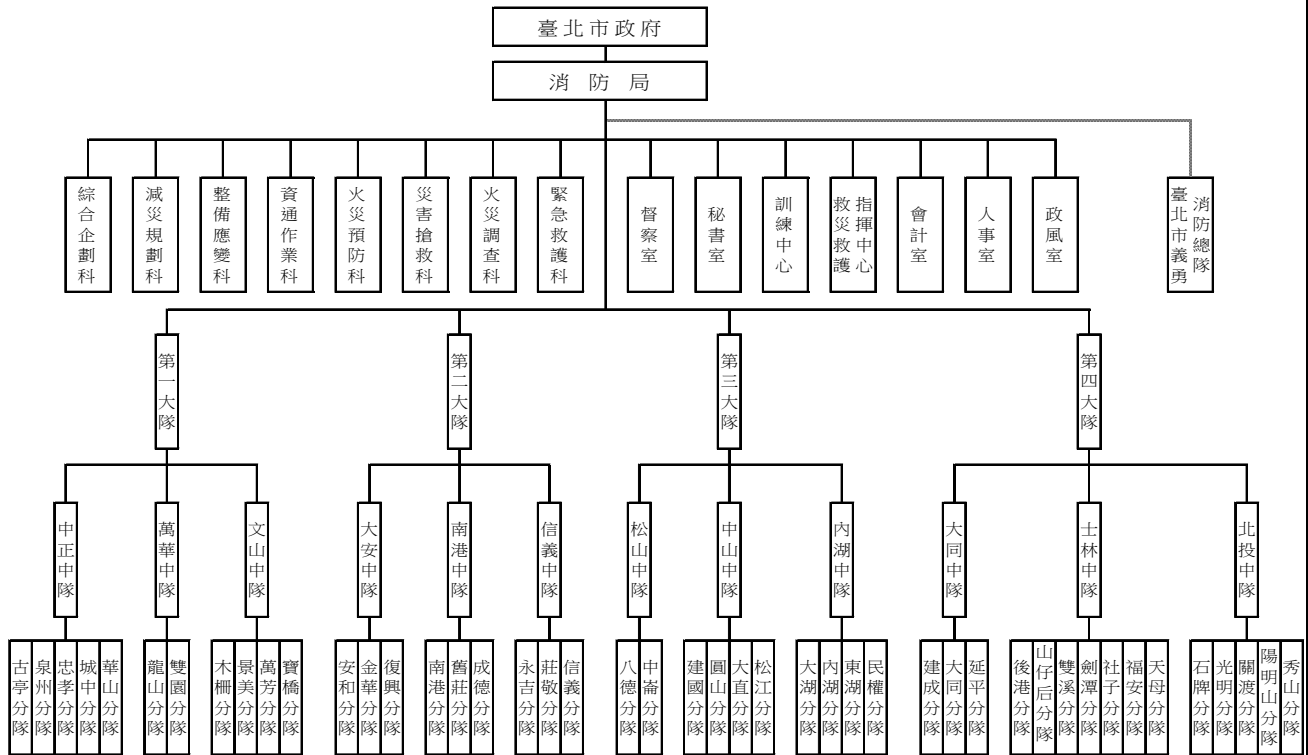 臺北市政府
消防局
綜合企劃科
減災規劃科
整備應變科
資通作業科
火災預防科
災害搶救科
火災調查科
緊急救護科
督察室
秘書室
訓練中心
救災救護
指揮中心
會計室
人事室
政風室
臺北市義勇
消防總隊
第一大隊
第二大隊
第三大隊
第四大隊
中正中隊
萬華中隊
文山中隊
大安中隊
南港中隊
信義中隊
松山中隊
中山中隊
內湖中隊
大同中隊
士林中隊
北投中隊
古亭分隊
泉州分隊
忠孝分隊
城中分隊
華山分隊
龍山分隊
雙園分隊
木柵分隊
景美分隊
萬芳分隊
寶橋分隊
安和分隊
金華分隊
復興分隊
南港分隊
舊莊分隊
成德分隊
永吉分隊
莊敬分隊
信義分隊
八德分隊
中崙分隊
建國分隊
圓山分隊
大直分隊
松江分隊
大湖分隊
內湖分隊
東湖分隊
民權分隊
建成分隊
大同分隊
延平分隊
後港分隊
山仔后分隊
雙溪分隊
劍潭分隊
社子分隊
福安分隊
天母分隊
石牌分隊
光明分隊
關渡分隊
陽明山分隊
秀山分隊